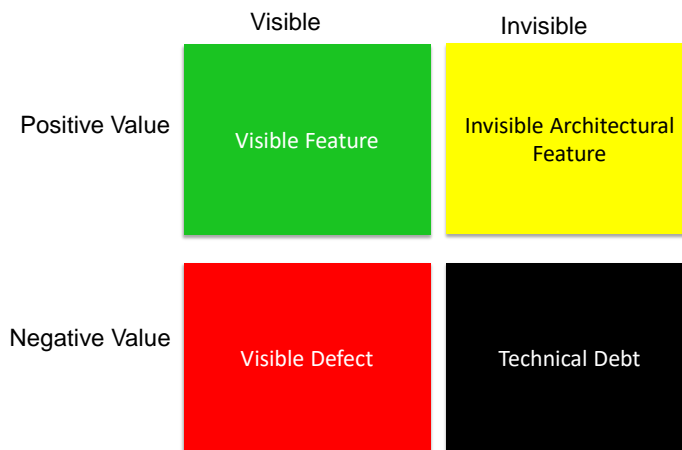 Visible
Invisible
Positive Value
Visible Feature
Invisible Architectural
Feature
Negative Value
Visible Defect
Technical Debt